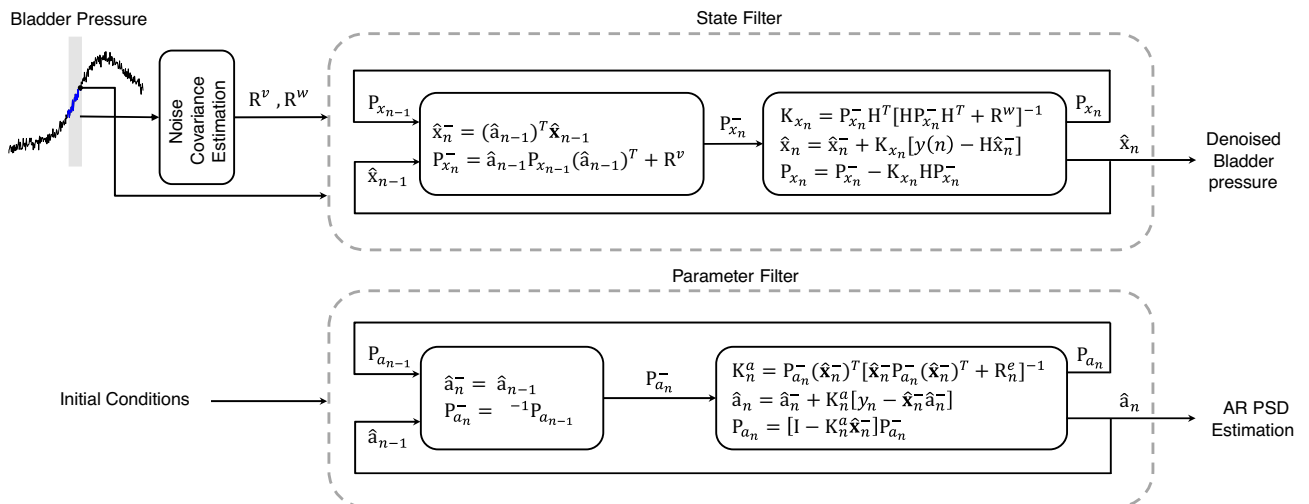 Bladder Pressure
Noise
Covariance
Estimation
Rᵛ , Rʷ
State Filter
P_{x_{n−1}}
x̂_{n−1}
x̂_n^− = (â_{n−1})^T 𝐱̂_{n−1}
P_{x_n}^− = â_{n−1}P_{x_{n−1}}(â_{n−1})^T + R^v
P_{x_n}^−
K_{x_n} = P_{x_n}^− H^T[HP_{x_n}^− H^T + R^w]^{−1}
x̂_n = x̂_n^− + K_{x_n}[y(n) − Hx̂_n^−]
P_{x_n} = P_{x_n}^− − K_{x_n}HP_{x_n}^−
P_{x_n}
x̂_n
Denoised
Bladder
pressure
Parameter Filter
Initial Conditions
P_{a_{n−1}}
â_{n−1}
â_n^− = â_{n−1}
P_{a_n}^− = ^{−1}P_{a_{n−1}}
P_{a_n}^−
K_n^a = P_{a_n}^−(𝐱̂_n^−)^T[𝐱̂_n^− P_{a_n}^−(𝐱̂_n^−)^T + R_n^e]^{−1}
â_n = â_n^− + K_n^a[y_n − 𝐱̂_n^− â_n^−]
P_{a_n} = [I − K_n^a 𝐱̂_n^−]P_{a_n}^−
P_{a_n}
â_n
AR PSD
Estimation